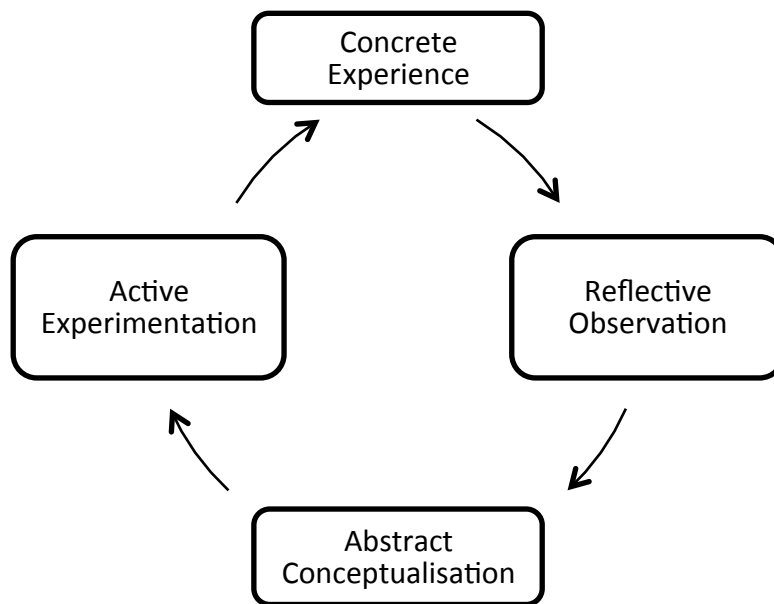 Concrete
Experience
Active
Experimentation
Reflective
Observation
Abstract
Conceptualisation